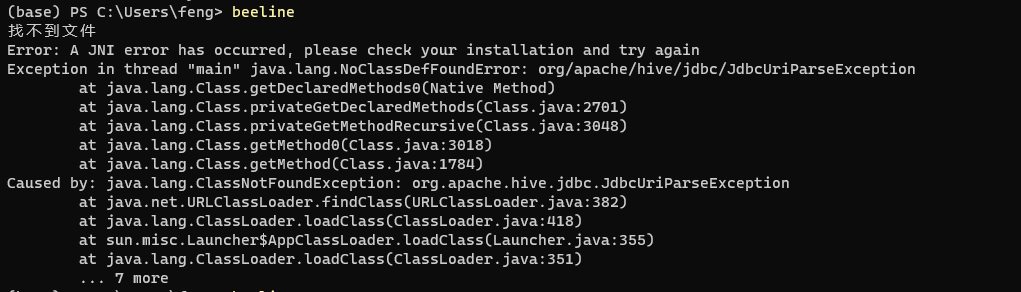 (base) PS C:\Users\feng> beeline
找不到文件
Error: A JNI error has occurred, please check your installation and try again
Exception in thread "main" java.lang.NoClassDefFoundError: org/apache/hive/jdbc/JdbcUriParseException
at java.lang.Class.getDeclaredMethods0(Native Method)
at java.lang.Class.privateGetDeclaredMethods(Class.java:2701)
at java.lang.Class.privateGetMethodRecursive(Class.java:3048)
at java.lang.Class.getMethod0(Class.java:3018)
at java.lang.Class.getMethod(Class.java:1784)
Caused by: java.lang.ClassNotFoundException: org.apache.hive.jdbc.JdbcUriParseException
at java.net.URLClassLoader.findClass(URLClassLoader.java:382)
at java.lang.ClassLoader.loadClass(ClassLoader.java:418)
at sun.misc.Launcher$AppClassLoader.loadClass(Launcher.java:355)
at java.lang.ClassLoader.loadClass(ClassLoader.java:351)
... 7 more